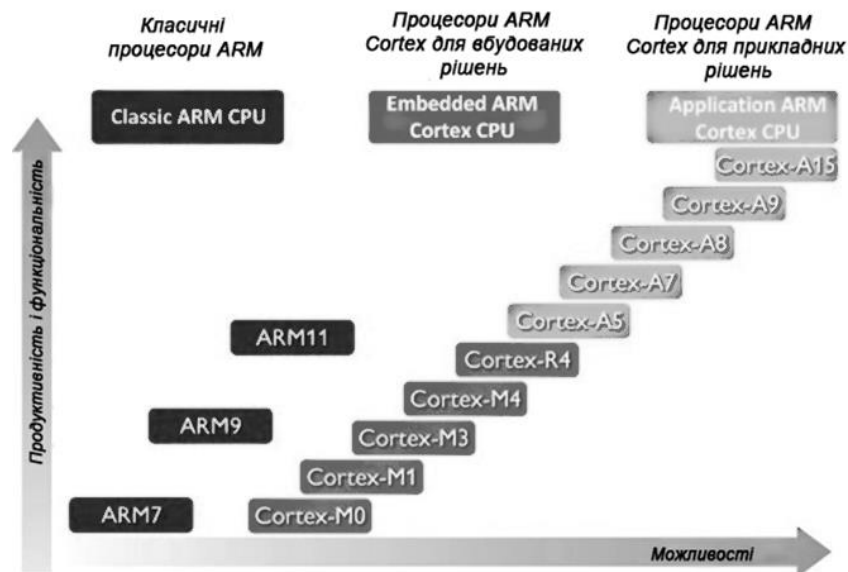 Класичні
процесори ARM
Процесори ARM
Cortex для вбудованих
рішень
Процесори ARM
Cortex для прикладних
рішень
Classic ARM CPU
Embedded ARM
Cortex CPU
Application ARM
Cortex CPU
Продуктивність і функціональність
Cortex-A15
Cortex-A9
Cortex-A8
Cortex-A7
Cortex-A5
ARM11
Cortex-R4
Cortex-M4
ARM9
Cortex-M3
Cortex-M1
ARM7
Cortex-M0
Можливості